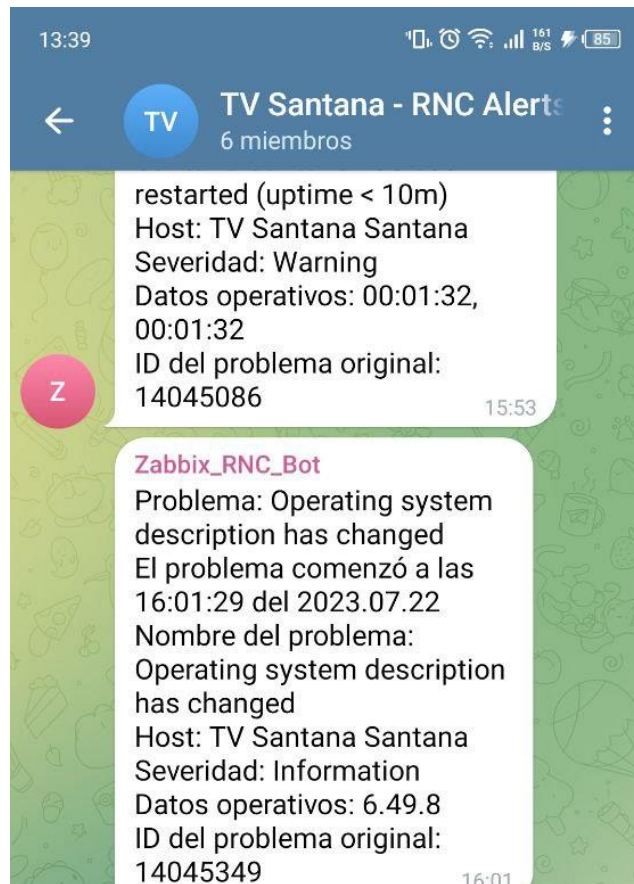 13:39
161
B/S
85
TV
TV Santana - RNC Alerts
6 miembros
restarted (uptime < 10m)
Host: TV Santana Santana
Severidad: Warning
Datos operativos: 00:01:32,
00:01:32
ID del problema original:
14045086
15:53
Z
Zabbix_RNC_Bot
Problema: Operating system
description has changed
El problema comenzó a las
16:01:29 del 2023.07.22
Nombre del problema:
Operating system description
has changed
Host: TV Santana Santana
Severidad: Information
Datos operativos: 6.49.8
ID del problema original:
14045349
16:01